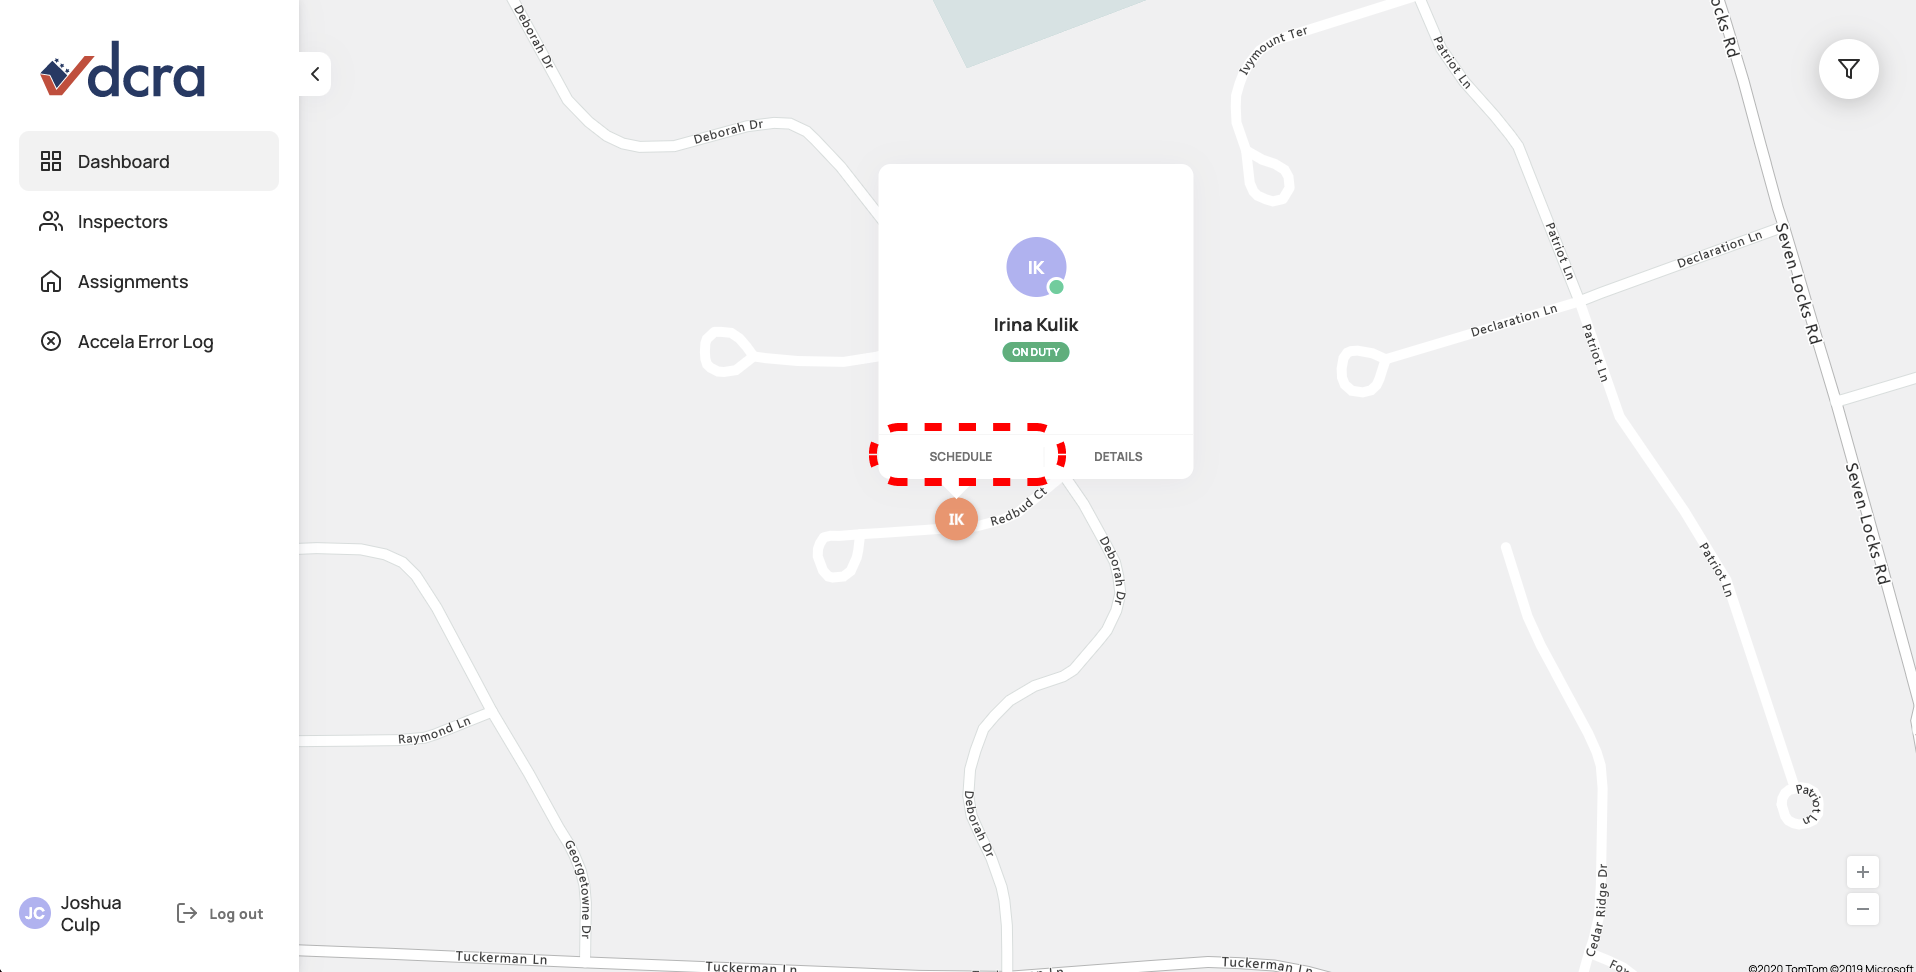 dcra
Dashboard
Inspectors
Assignments
Accela Error Log
Joshua
Culp
JC
Log out
Deborah Dr
Deborah Dr
Ivymount Ter
Patriot Ln
Locks Rd
Patriot Ln
Declaration Ln
Seven Locks Rd
Declaration Ln
Patriot Ln
IK
Irina Kulik
ON DUTY
SCHEDULE
DETAILS
IK
Redbud Ct
Deborah Dr
Seven Locks Rd
Patriot Ln
Raymond Ln
Deborah Dr
Patriot Ln
Georgetowne Dr
Cedar Ridge Dr
Tuckerman Ln
Tuckerman Ln
Tuckerman Ln
©2020 TomTom ©2019 Microsoft